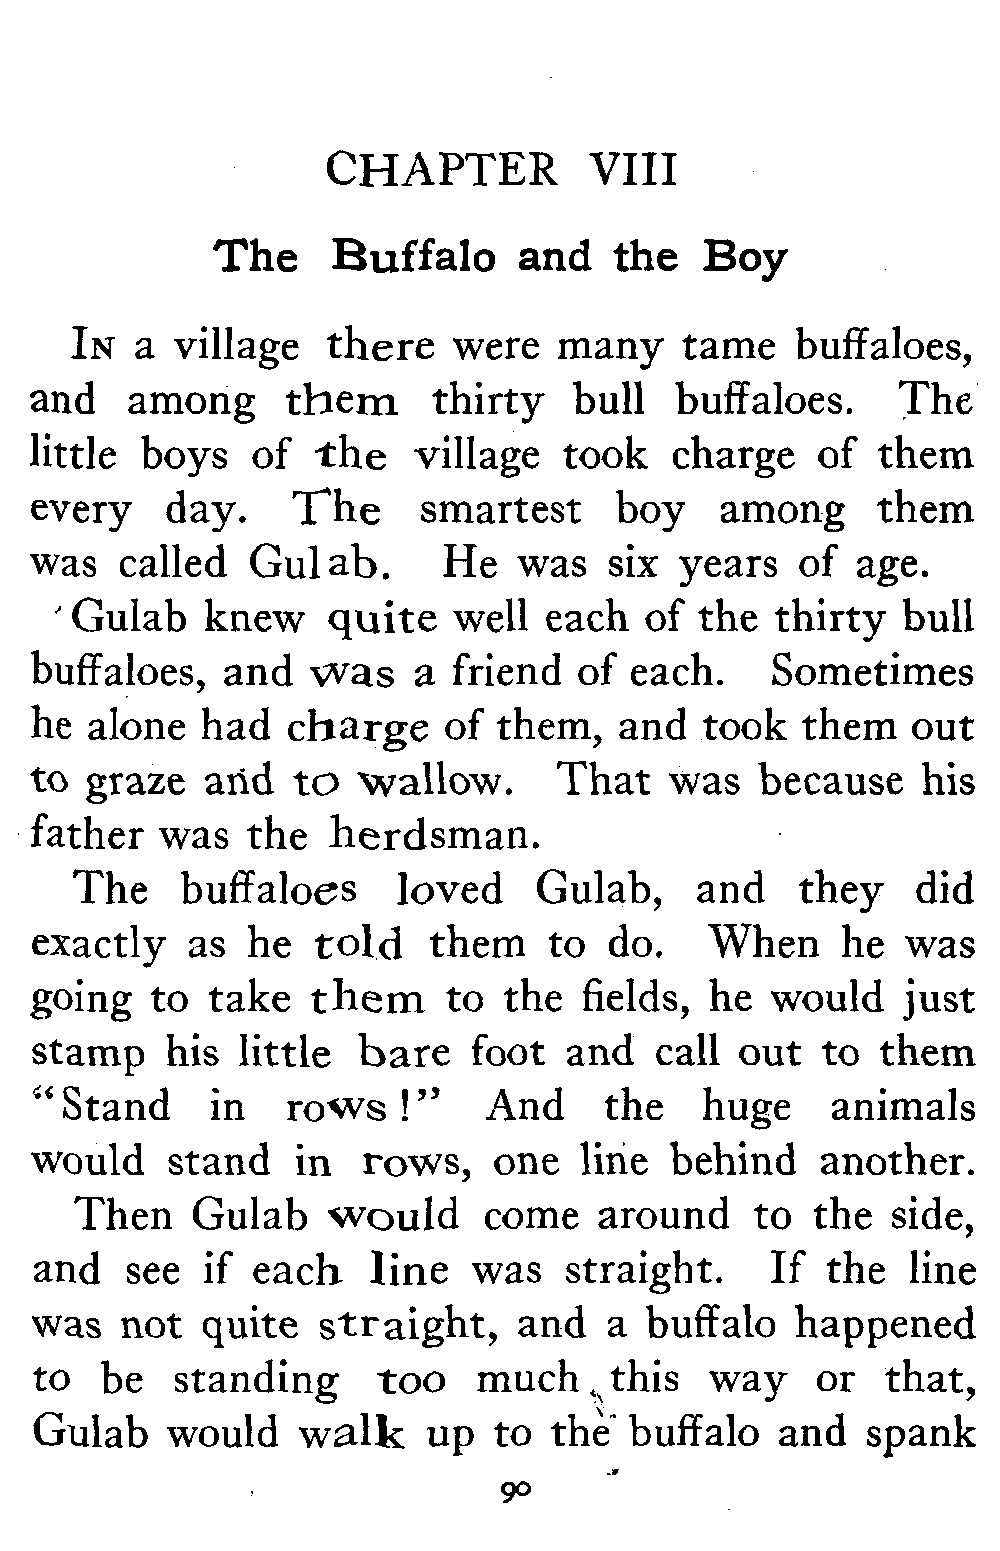 CHAPTER VIII
The Buffalo and the Boy
In a village there were many tame buffaloes,
and among them thirty bull buffaloes. The
little boys of the village took charge of them
every day. The smartest boy among them
was called Gulab. He was six years of age.
Gulab knew quite well each of the thirty bull
buffaloes, and was a friend of each. Sometimes
he alone had charge of them, and took them out
to graze and to wallow. That was because his
father was the herdsman.
The buffaloes loved Gulab, and they did
exactly as he told them to do. When he was
going to take them to the fields, he would just
stamp his little bare foot and call out to them
“Stand in rows!” And the huge animals
would stand in rows, one line behind another.
Then Gulab would come around to the side,
and see if each line was straight. If the line
was not quite straight, and a buffalo happened
to be standing too much this way or that,
Gulab would walk up to the buffalo and spank
90